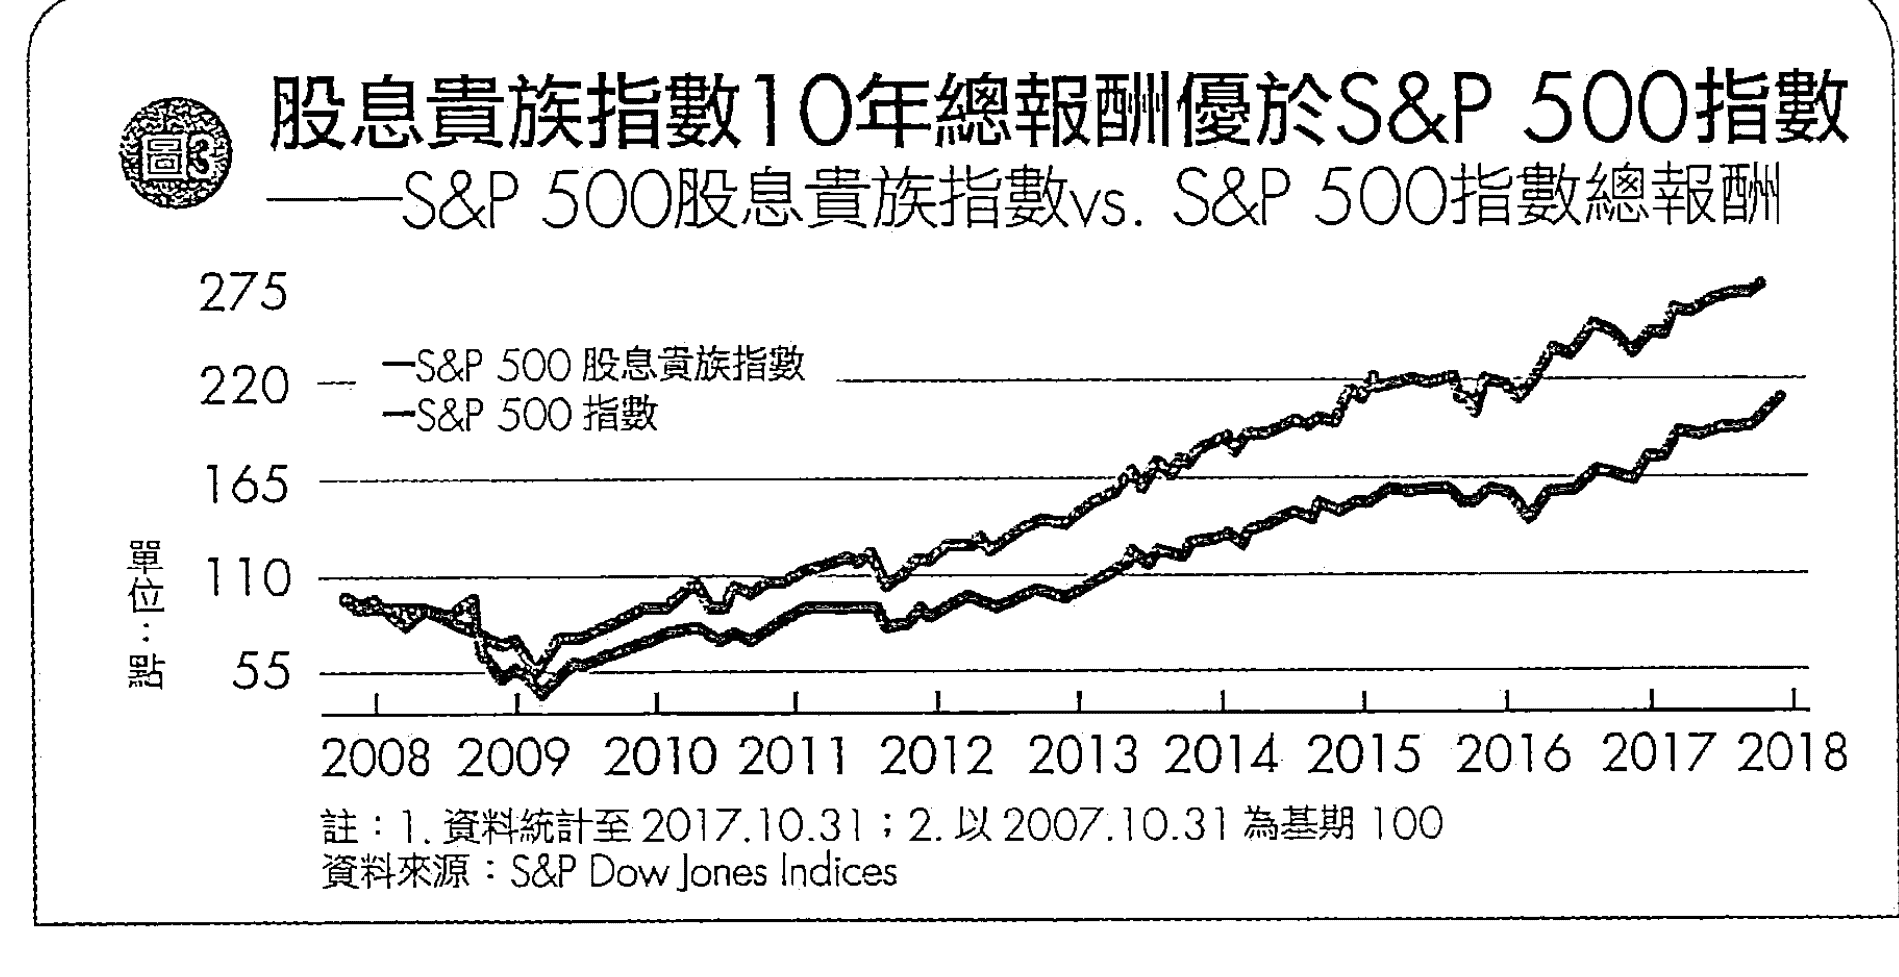 圖3
股息貴族指數10年總報酬優於S&P 500指數
——S&P 500股息貴族指數vs. S&P 500指數總報酬
275
220
165
110
55
單位：點
S&P 500 股息貴族指數
S&P 500 指數
2008 2009 2010 2011 2012 2013 2014 2015 2016 2017 2018
註：1. 資料統計至 2017.10.31；2. 以 2007.10.31 為基期 100
資料來源：S&P Dow Jones Indices